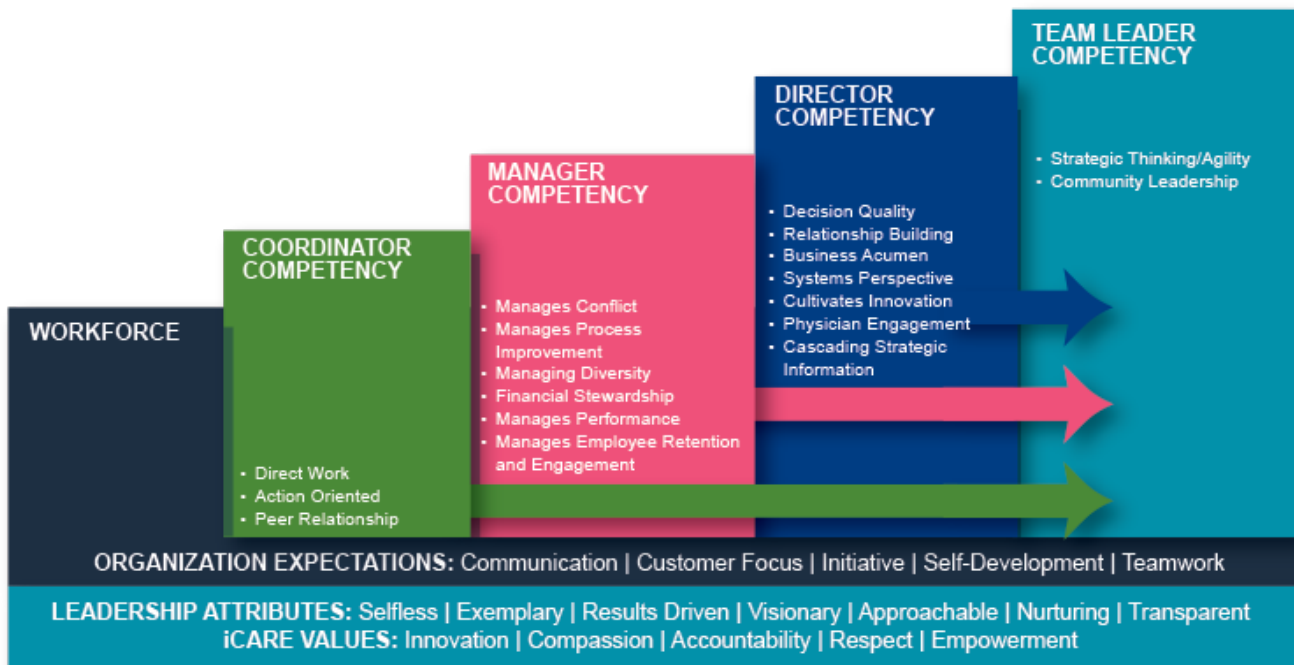 WORKFORCE
COORDINATOR
COMPETENCY
• Direct Work
• Action Oriented
• Peer Relationship
MANAGER
COMPETENCY
• Manages Conflict
• Manages Process
Improvement
• Managing Diversity
• Financial Stewardship
• Manages Performance
• Manages Employee Retention
and Engagement
DIRECTOR
COMPETENCY
• Decision Quality
• Relationship Building
• Business Acumen
• Systems Perspective
• Cultivates Innovation
• Physician Engagement
• Cascading Strategic
Information
TEAM LEADER
COMPETENCY
• Strategic Thinking/Agility
• Community Leadership
ORGANIZATION EXPECTATIONS: Communication | Customer Focus | Initiative | Self-Development | Teamwork
LEADERSHIP ATTRIBUTES: Selfless | Exemplary | Results Driven | Visionary | Approachable | Nurturing | Transparent
iCARE VALUES: Innovation | Compassion | Accountability | Respect | Empowerment